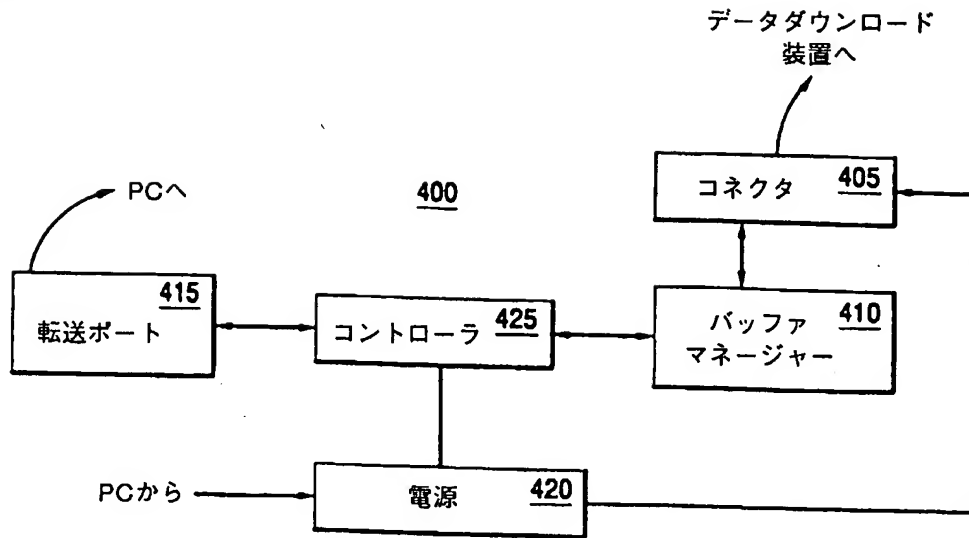 データダウンロード
装置へ
コネクタ 405
PCへ
400
415
転送ポート
コントローラ 425
バッファ 410
マネージャー
PCから
電源 420